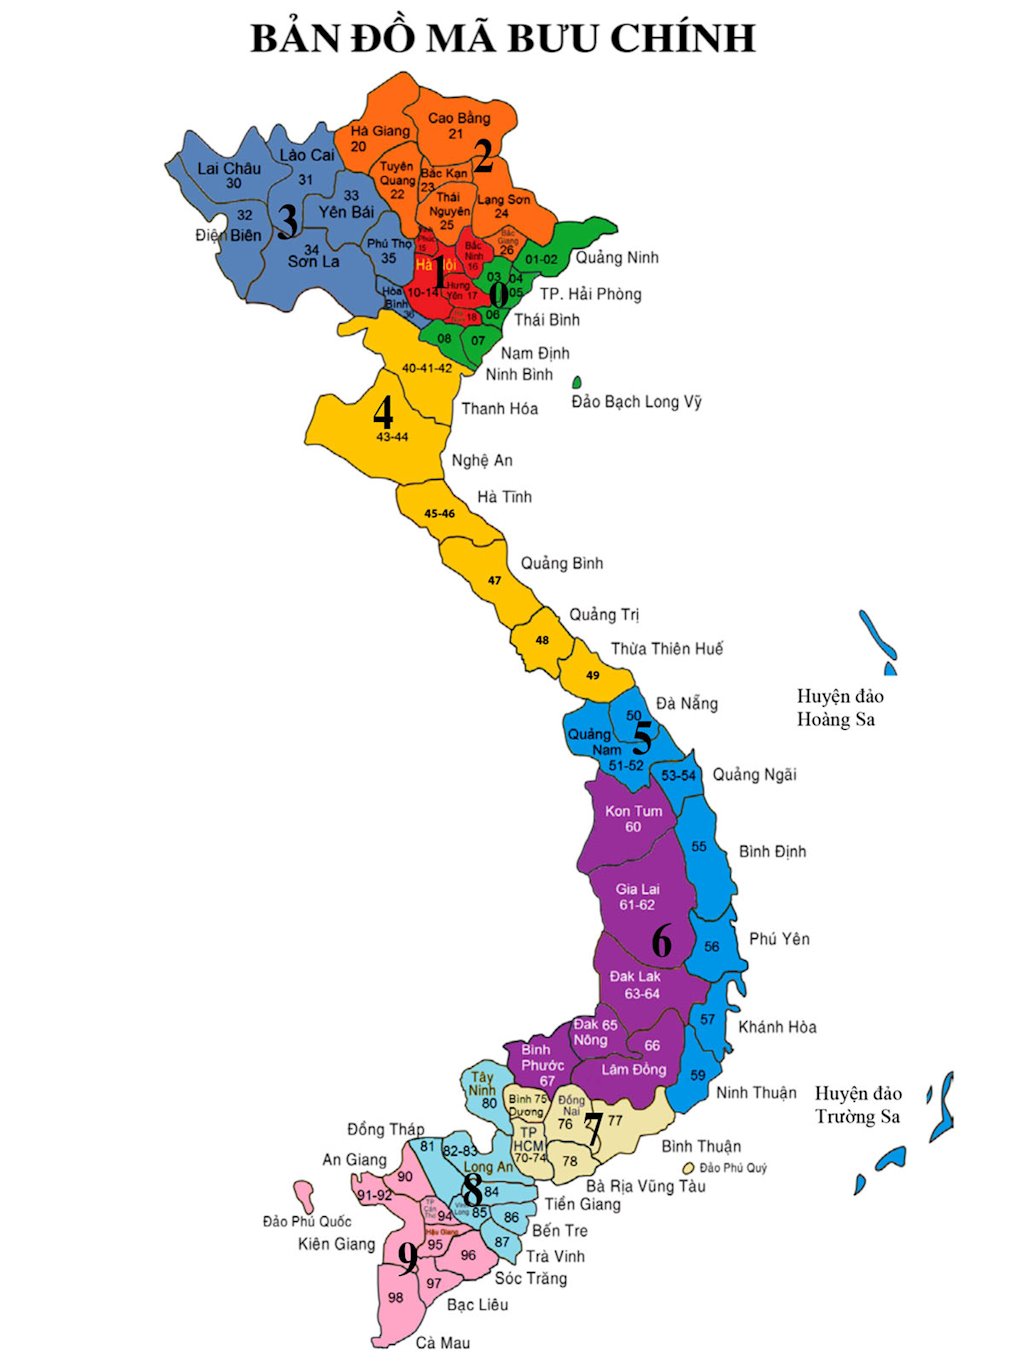 BẢN ĐỒ MÃ BƯU CHÍNH
Cao Bằng
21
Hà Giang
20
2
Lào Cai
31
Lai Châu
30
Tuyên
Quang
22
Bắc Kạn
23
33
Yên Bái
Thái
Nguyên
25
Lạng Sơn
24
32
Điện Biên
3
34
Sơn La
Phú Thọ
35
15
Bắc
Ninh
16
Bắc
Giang
26
01-02
Quảng Ninh
Hà Nội
1
10-14
Hưng
Yên 17
03
04
05
0
TP. Hải Phòng
Hòa
Bình
36
18
06
Thái Bình
08
07
Nam Định
Ninh Bình
40-41-42
Đảo Bạch Long Vỹ
Thanh Hóa
4
43-44
Nghệ An
Hà Tĩnh
45-46
Quảng Bình
47
Quảng Trị
48
Thừa Thiên Huế
49
Huyện đảo
Hoàng Sa
Đà Nẵng
50
5
Quảng
Nam
51-52
53-54
Quảng Ngãi
Kon Tum
60
55
Bình Định
Gia Lai
61-62
6
56
Phú Yên
Đak Lak
63-64
57
Khánh Hòa
Đak 65
Nông
66
Lâm Đồng
Bình
Phước
67
59
Ninh Thuận
Huyện đảo
Trường Sa
Tây
Ninh
80
Bình 75
Dương
Đồng
Nai
76
7
77
TP
HCM
70-74
78
Bình Thuận
Đảo Phú Quý
Bà Rịa Vũng Tàu
Đồng Tháp
81
82-83
Long An
An Giang
90
8
84
Tiền Giang
91-92
TP
Cần
Thơ
94
Vĩnh
Long
85
86
Bến Tre
Đảo Phú Quốc
Kiên Giang
Hậu Giang
95
87
Trà Vinh
9
96
Sóc Trăng
97
Bạc Liêu
98
Cà Mau